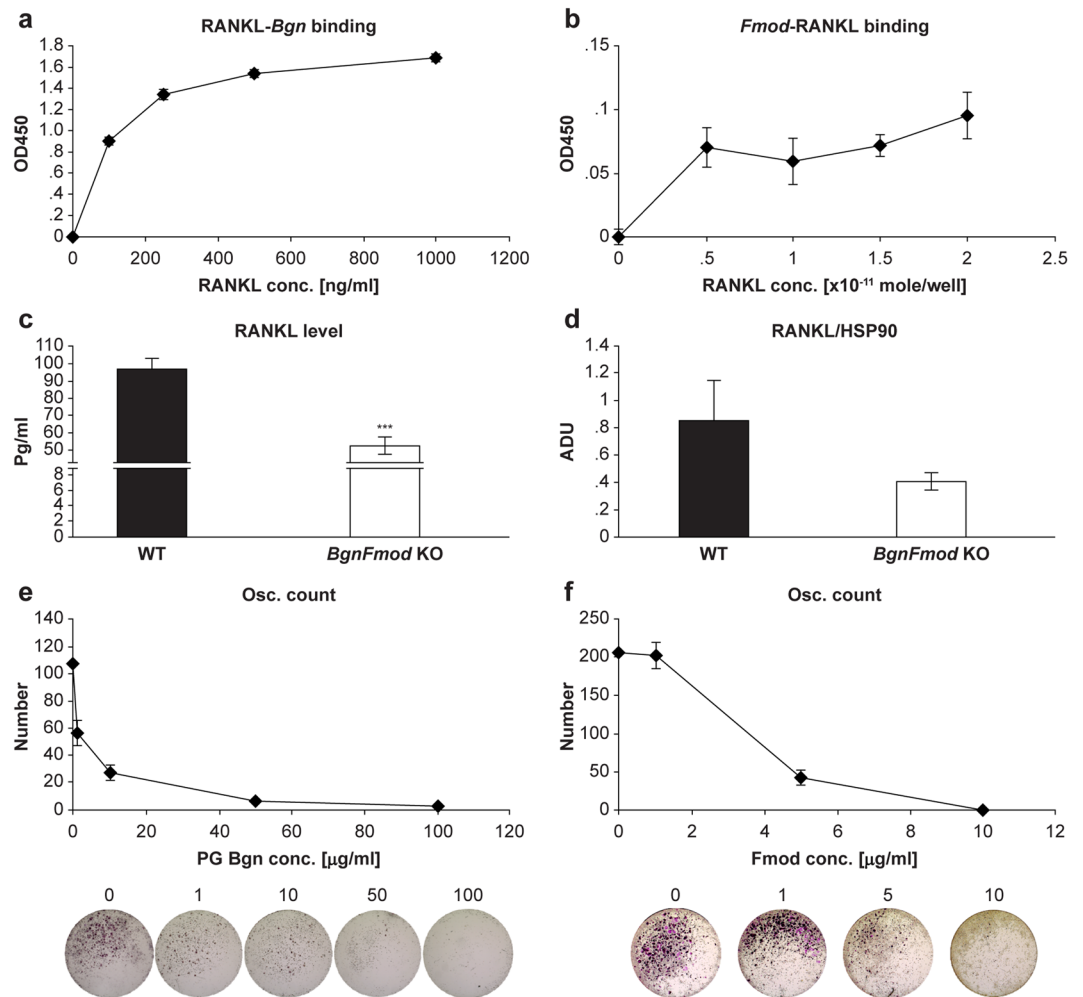 a
RANKL-Bgn binding
1.8
1.6
1.4
1.2
1.0
.8
.6
.4
.2
0
OD450
0 200 400 600 800 1000 1200
RANKL conc. [ng/ml]
b
Fmod-RANKL binding
.15
.1
.05
0
OD450
0 .5 1 1.5 2 2.5
RANKL conc. [x10⁻¹¹ mole/well]
c
RANKL level
110
100
90
80
70
60
50
8
6
4
2
0
Pg/ml
***
WT BgnFmod KO
d
RANKL/HSP90
1.4
1.2
1
.8
.6
.4
.2
0
ADU
WT BgnFmod KO
e
Osc. count
140
120
100
80
60
40
20
0
Number
0 20 40 60 80 100 120
PG Bgn conc. [μg/ml]
0 1 10 50 100
f
Osc. count
250
200
150
100
50
0
Number
0 2 4 6 8 10 12
Fmod conc. [μg/ml]
0 1 5 10